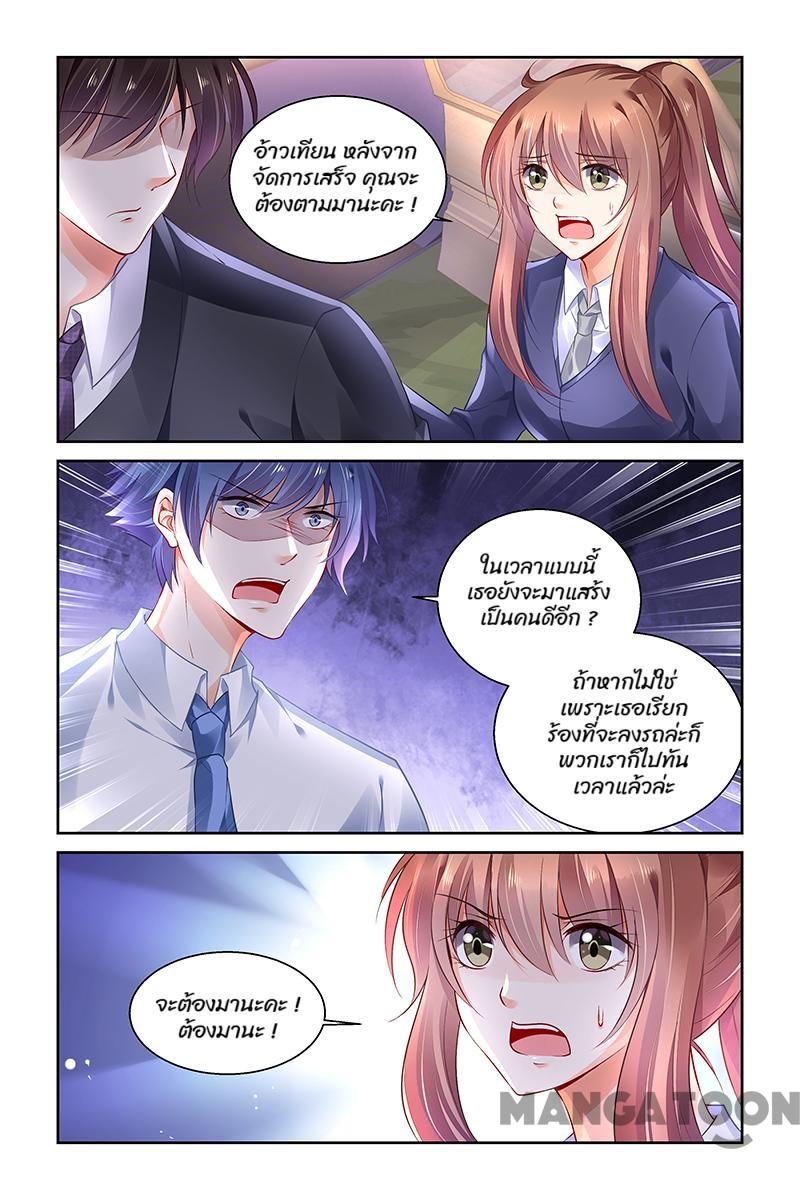 อ้าวเทียน หลังจาก
จัดการเสร็จ คุณจะ
ต้องตามมานะคะ !
ในเวลาแบบนี้
เธอยังจะมาแสร้ง
เป็นคนดีอีก ?
ถ้าหากไม่ใช่
เพราะเธอเรียก
ร้องที่จะลงรถล่ะก็
พวกเราก็ไปทัน
เวลาแล้วล่ะ
จะต้องมานะคะ !
ต้องมานะ !
MANGATOON